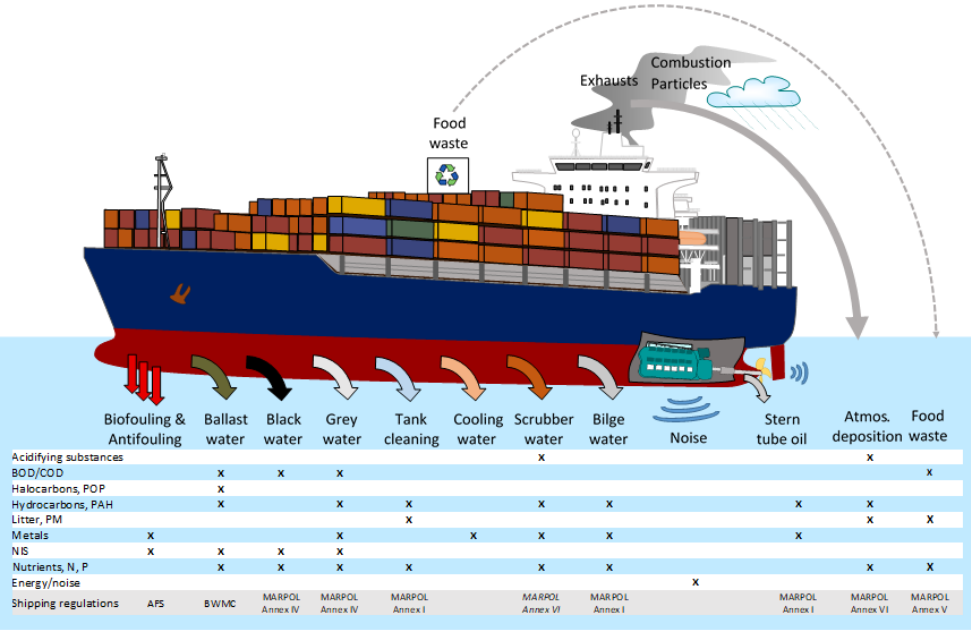 Combustion
Exhausts Particles
Food
waste
Biofouling & Ballast Black Grey Tank Cooling Scrubber Bilge Noise Stern Atmos. Food
Antifouling water water water cleaning water water water tube oil deposition waste
Acidifying substances x x
BOD/COD x x x x
Halocarbons, POP x
Hydrocarbons, PAH x x x x x x x
Litter, PM x x x
Metals x x x x x x
NIS x x x x
Nutrients, N, P x x x x x x x x
Energy/noise x
Shipping regulations AFS BWMC MARPOL MARPOL MARPOL MARPOL MARPOL MARPOL MARPOL MARPOL
Annex IV Annex IV Annex I Annex VI Annex I Annex I Annex VI Annex V